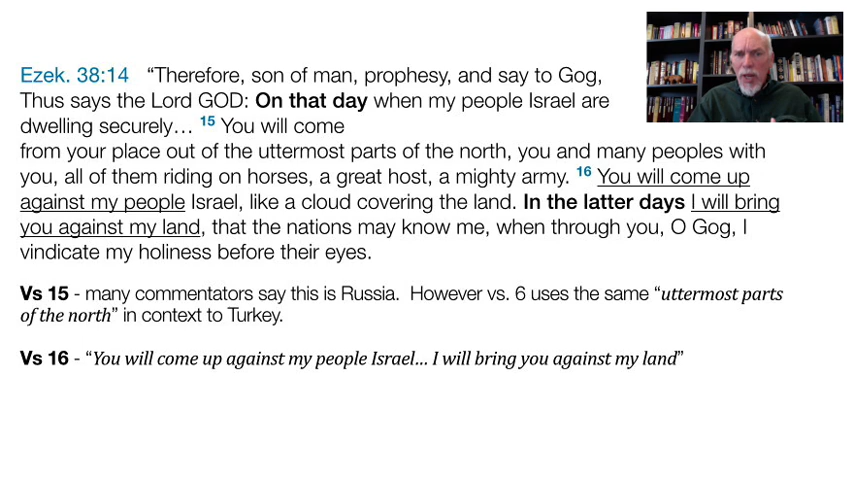 Ezek. 38:14 “Therefore, son of man, prophesy, and say to Gog,
Thus says the Lord GOD: On that day when my people Israel are
dwelling securely… 15 You will come
from your place out of the uttermost parts of the north, you and many peoples with
you, all of them riding on horses, a great host, a mighty army. 16 You will come up
against my people Israel, like a cloud covering the land. In the latter days I will bring
you against my land, that the nations may know me, when through you, O Gog, I
vindicate my holiness before their eyes.
Vs 15 - many commentators say this is Russia. However vs. 6 uses the same “uttermost parts
of the north” in context to Turkey.
Vs 16 - “You will come up against my people Israel… I will bring you against my land”